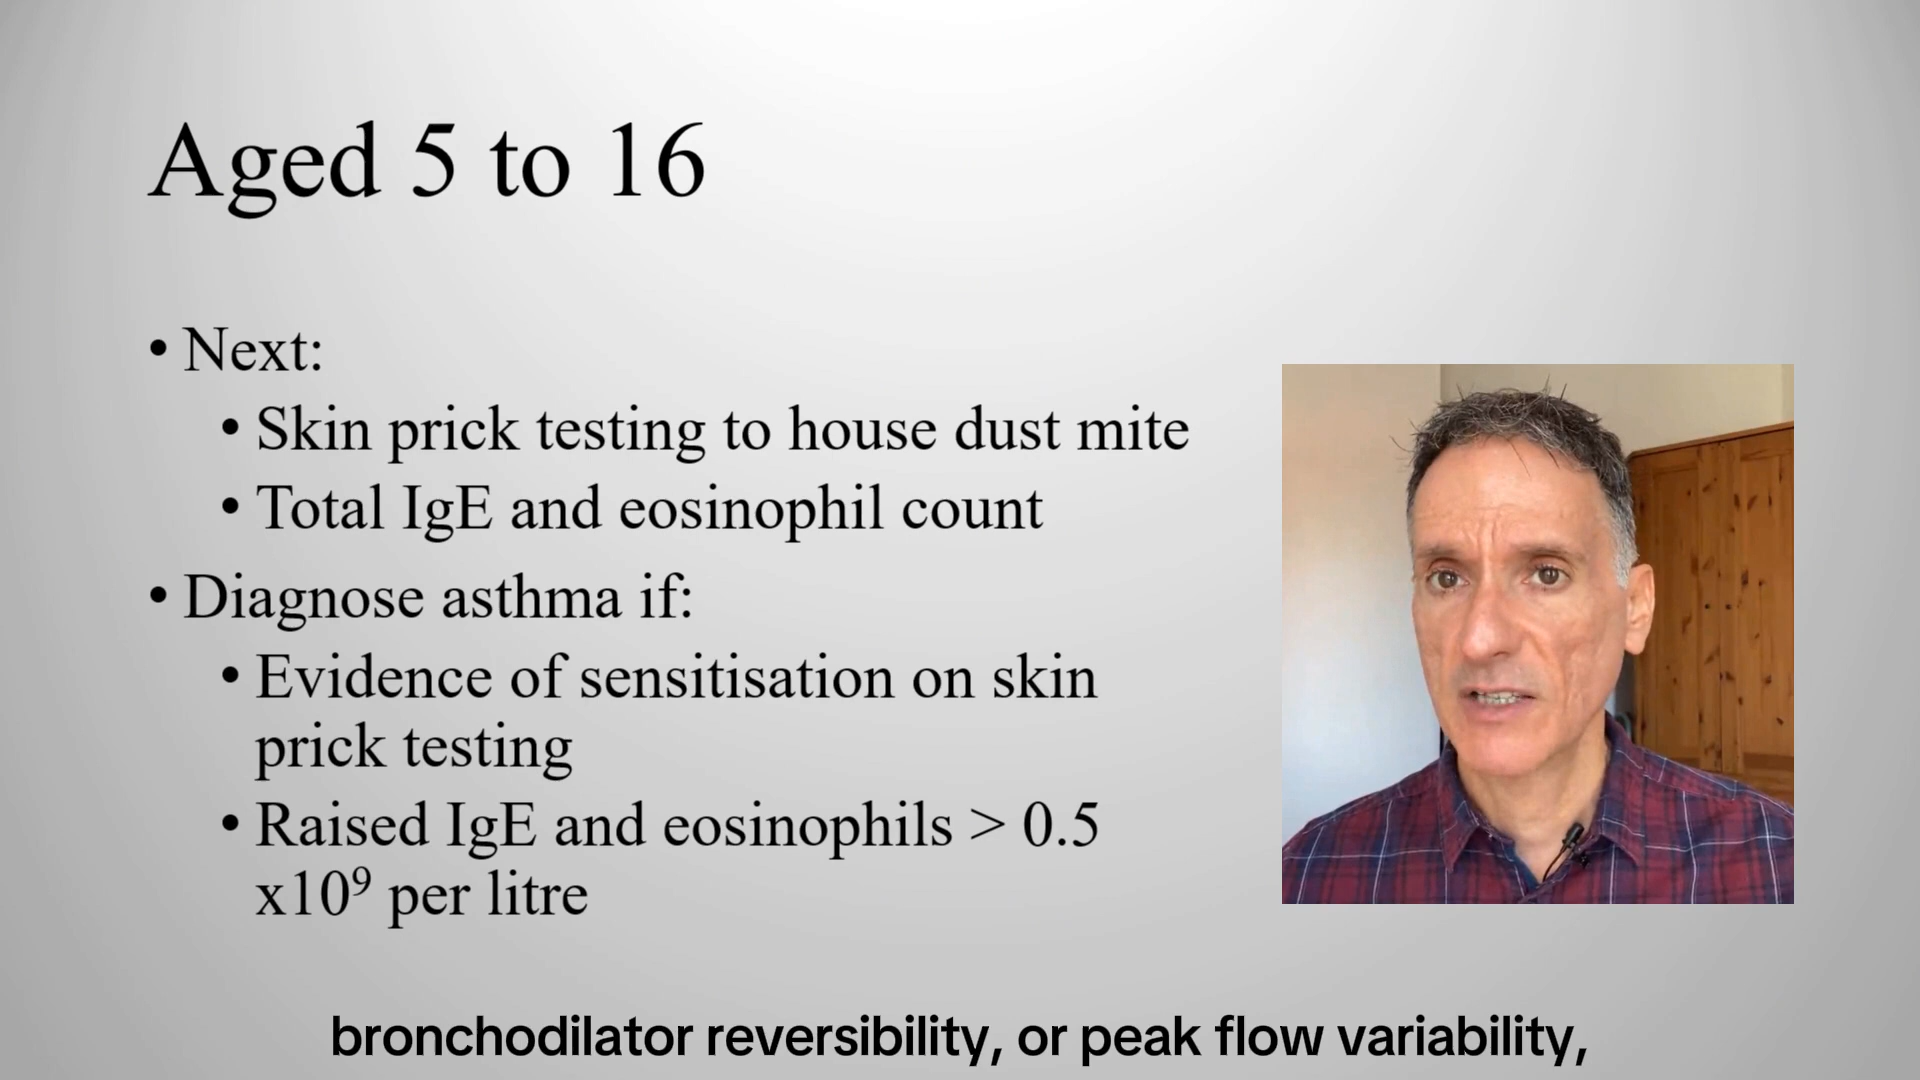 Aged 5 to 16
• Next:
• Skin prick testing to house dust mite
• Total IgE and eosinophil count
• Diagnose asthma if:
• Evidence of sensitisation on skin
prick testing
• Raised IgE and eosinophils > 0.5
x10⁹ per litre
bronchodilator reversibility, or peak flow variability,